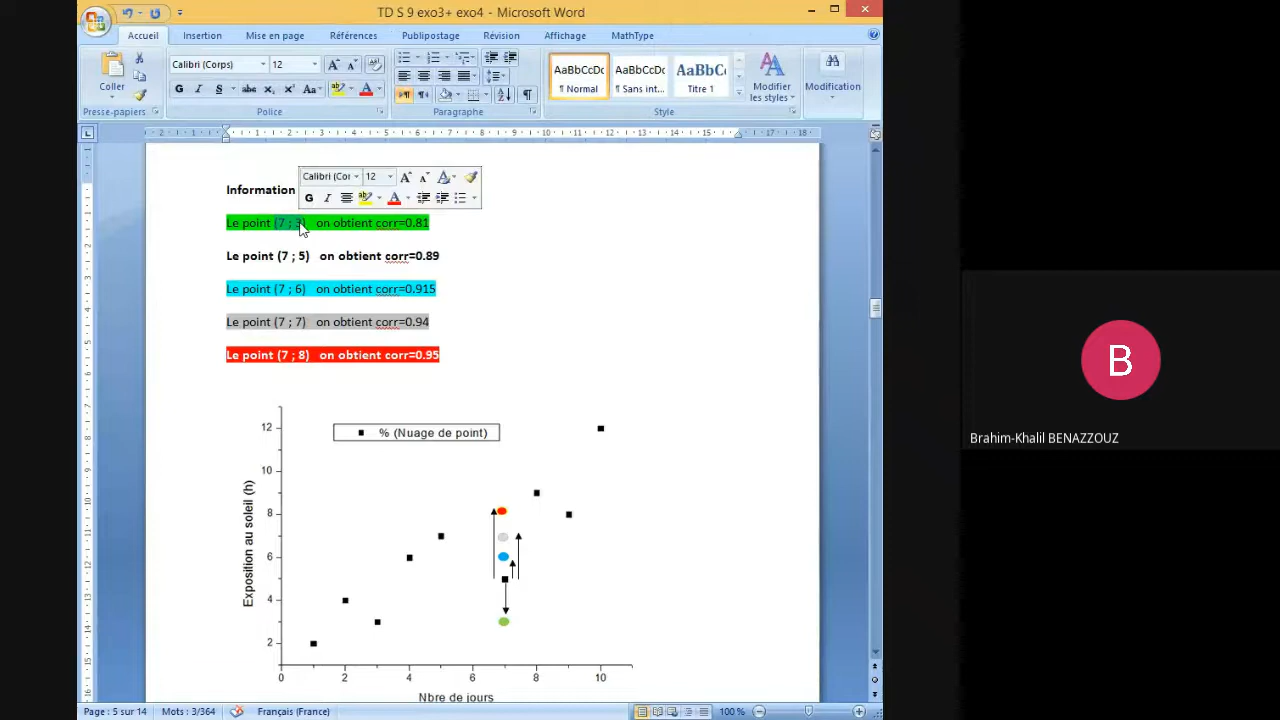 TD S 9 exo3+ exo4 - Microsoft Word
Accueil Insertion Mise en page Références Publipostage Révision Affichage MathType
Coller
Calibri (Corps) 12
AaBbCcDc AaBbCcDc AaBbC
¶ Normal ¶ Sans int... Titre 1
Modifier les styles
Modification
Presse-papiers Police Paragraphe Style
Calibri (Cor 12
Information
Le point (7 ; 3) on obtient corr=0.81
Le point (7 ; 5) on obtient corr=0.89
Le point (7 ; 6) on obtient corr=0.915
Le point (7 ; 7) on obtient corr=0.94
Le point (7 ; 8) on obtient corr=0.95
% (Nuage de point)
Exposition au soleil (h)
12
10
8
6
4
2
0 2 4 6 8 10
Nbre de jours
Page : 5 sur 14 Mots : 3/364 Français (France) 100 %
B
Brahim-Khalil BENAZZOUZ